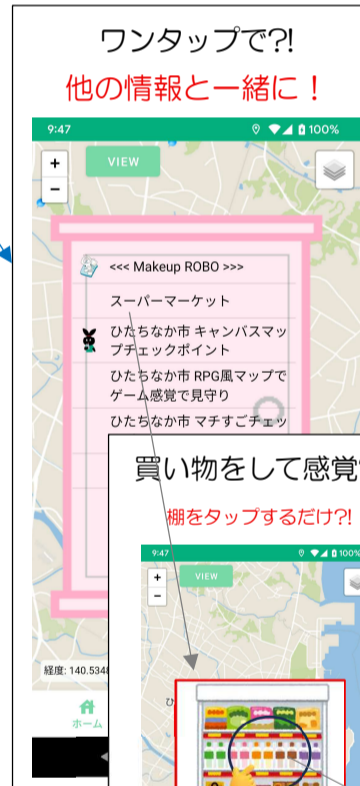 ワンタップで?!
他の情報と一緒に！
9:47
100%
+
VIEW
-
<<< Makeup ROBO >>>
スーパーマーケット
ひたちなか市 キャンバスマッ
プチェックポイント
ひたちなか市 RPG風マップで
ゲーム感覚で見守り
ひたちなか市 マチすごチェッ
経度: 140.534
ホーム
買い物をして感覚
棚をタップするだけ?!
9:47
100%
+
VIEW
-
ひ